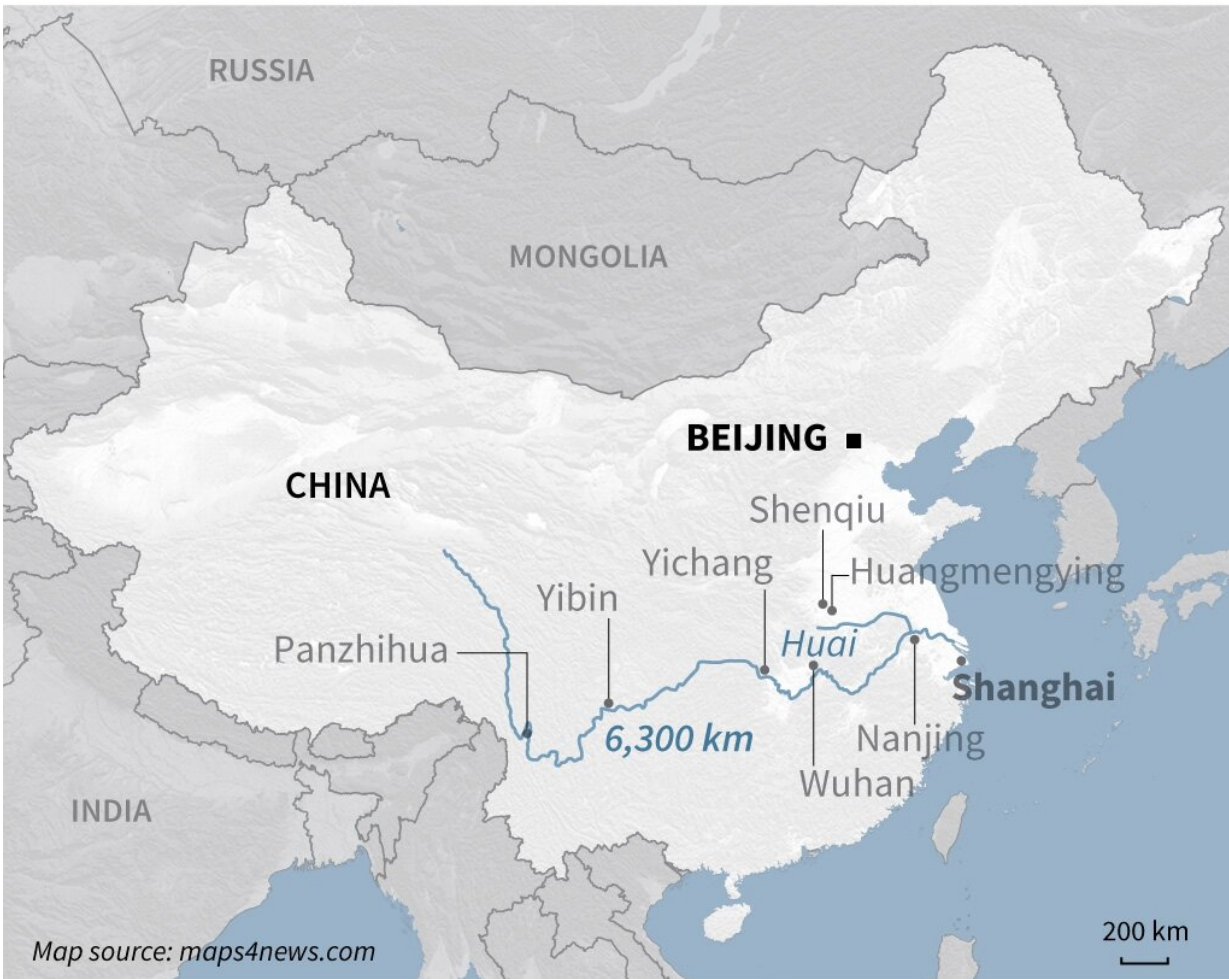 RUSSIA
MONGOLIA
BEIJING
CHINA
Shenqiu
Yichang
Huangmengying
Yibin
Huai
Panzhihua
Shanghai
6,300 km
Nanjing
Wuhan
INDIA
200 km
Map source: maps4news.com